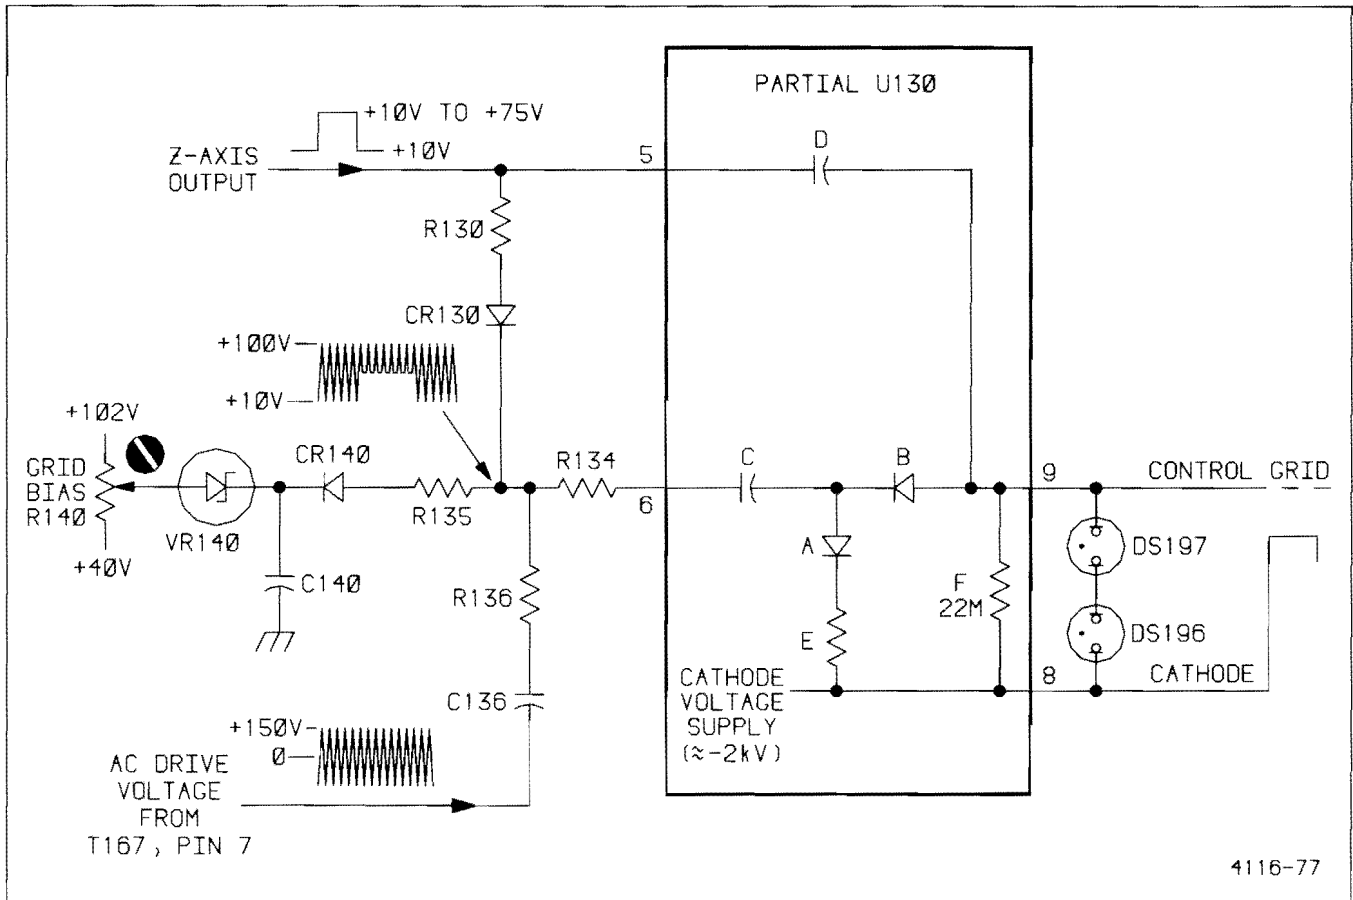 PARTIAL U130
+10V TO +75V
+10V
Z-AXIS
OUTPUT
5
D
R130
CR130
+100V
+10V
+102V
GRID
BIAS
R140
+40V
VR140
CR140
C140
R135
R134
6
C
B
9
CONTROL GRID
A
E
F
22M
DS197
DS196
R136
C136
CATHODE
VOLTAGE
SUPPLY
(≈-2kV)
8
CATHODE
+150V
0
AC DRIVE
VOLTAGE
FROM
T167, PIN 7
4116-77